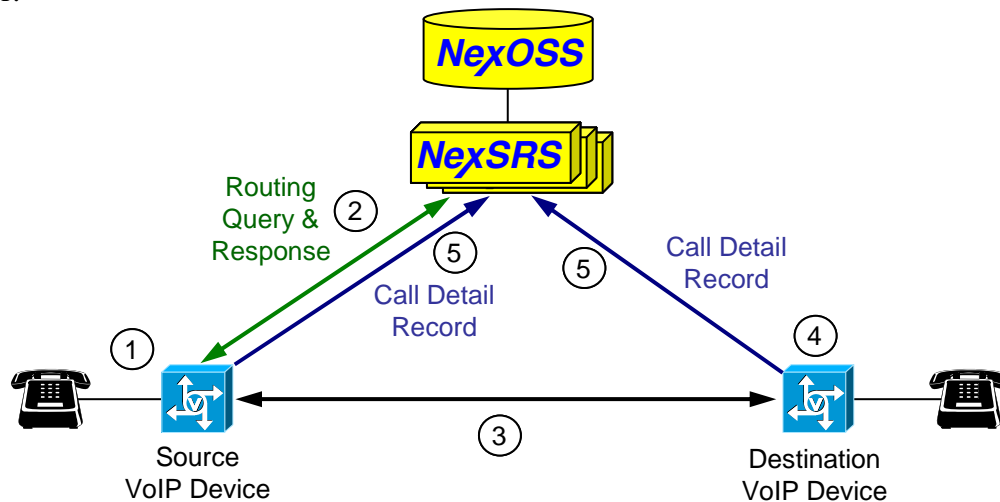 NexOSS
NexSRS
Routing
Query &
Response
2
5
Call Detail
Record
5
Call Detail
Record
1
4
3
Source
VoIP Device
Destination
VoIP Device
V
V